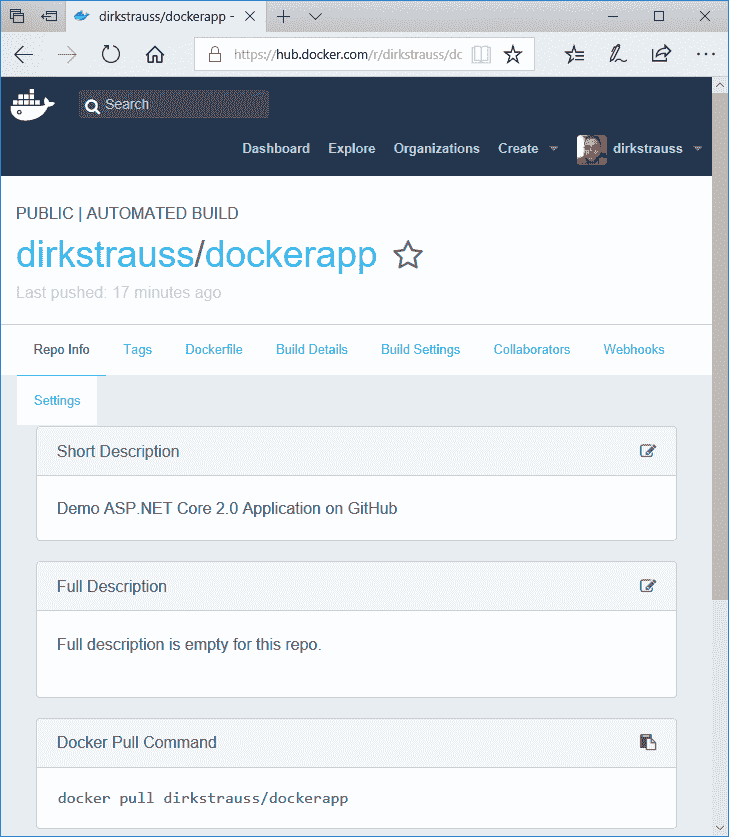 dirkstrauss/dockerapp -
https://hub.docker.com/r/dirkstrauss/dc
Search
Dashboard Explore Organizations Create dirkstrauss
PUBLIC | AUTOMATED BUILD
dirkstrauss/dockerapp
Last pushed: 17 minutes ago
Repo Info Tags Dockerfile Build Details Build Settings Collaborators Webhooks
Settings
Short Description
Demo ASP.NET Core 2.0 Application on GitHub
Full Description
Full description is empty for this repo.
Docker Pull Command
docker pull dirkstrauss/dockerapp